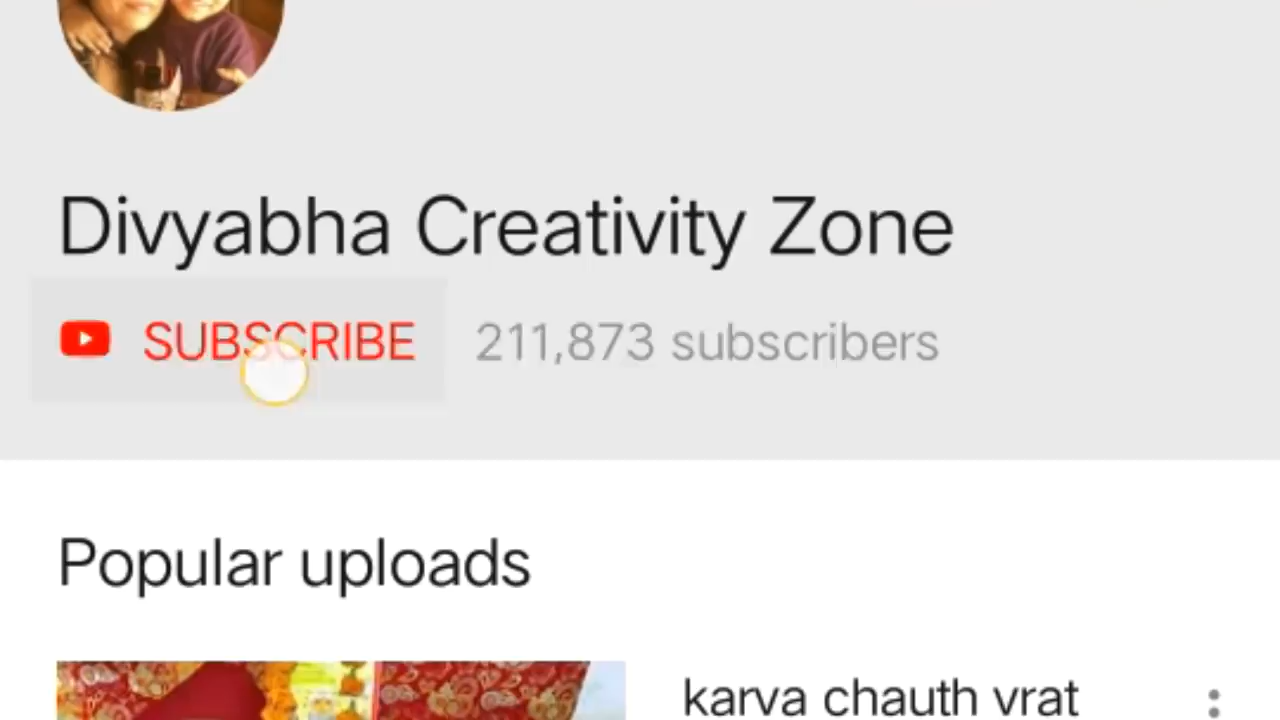 Divyabha Creativity Zone
SUBSCRIBE 211,873 subscribers
Popular uploads
karva chauth vrat